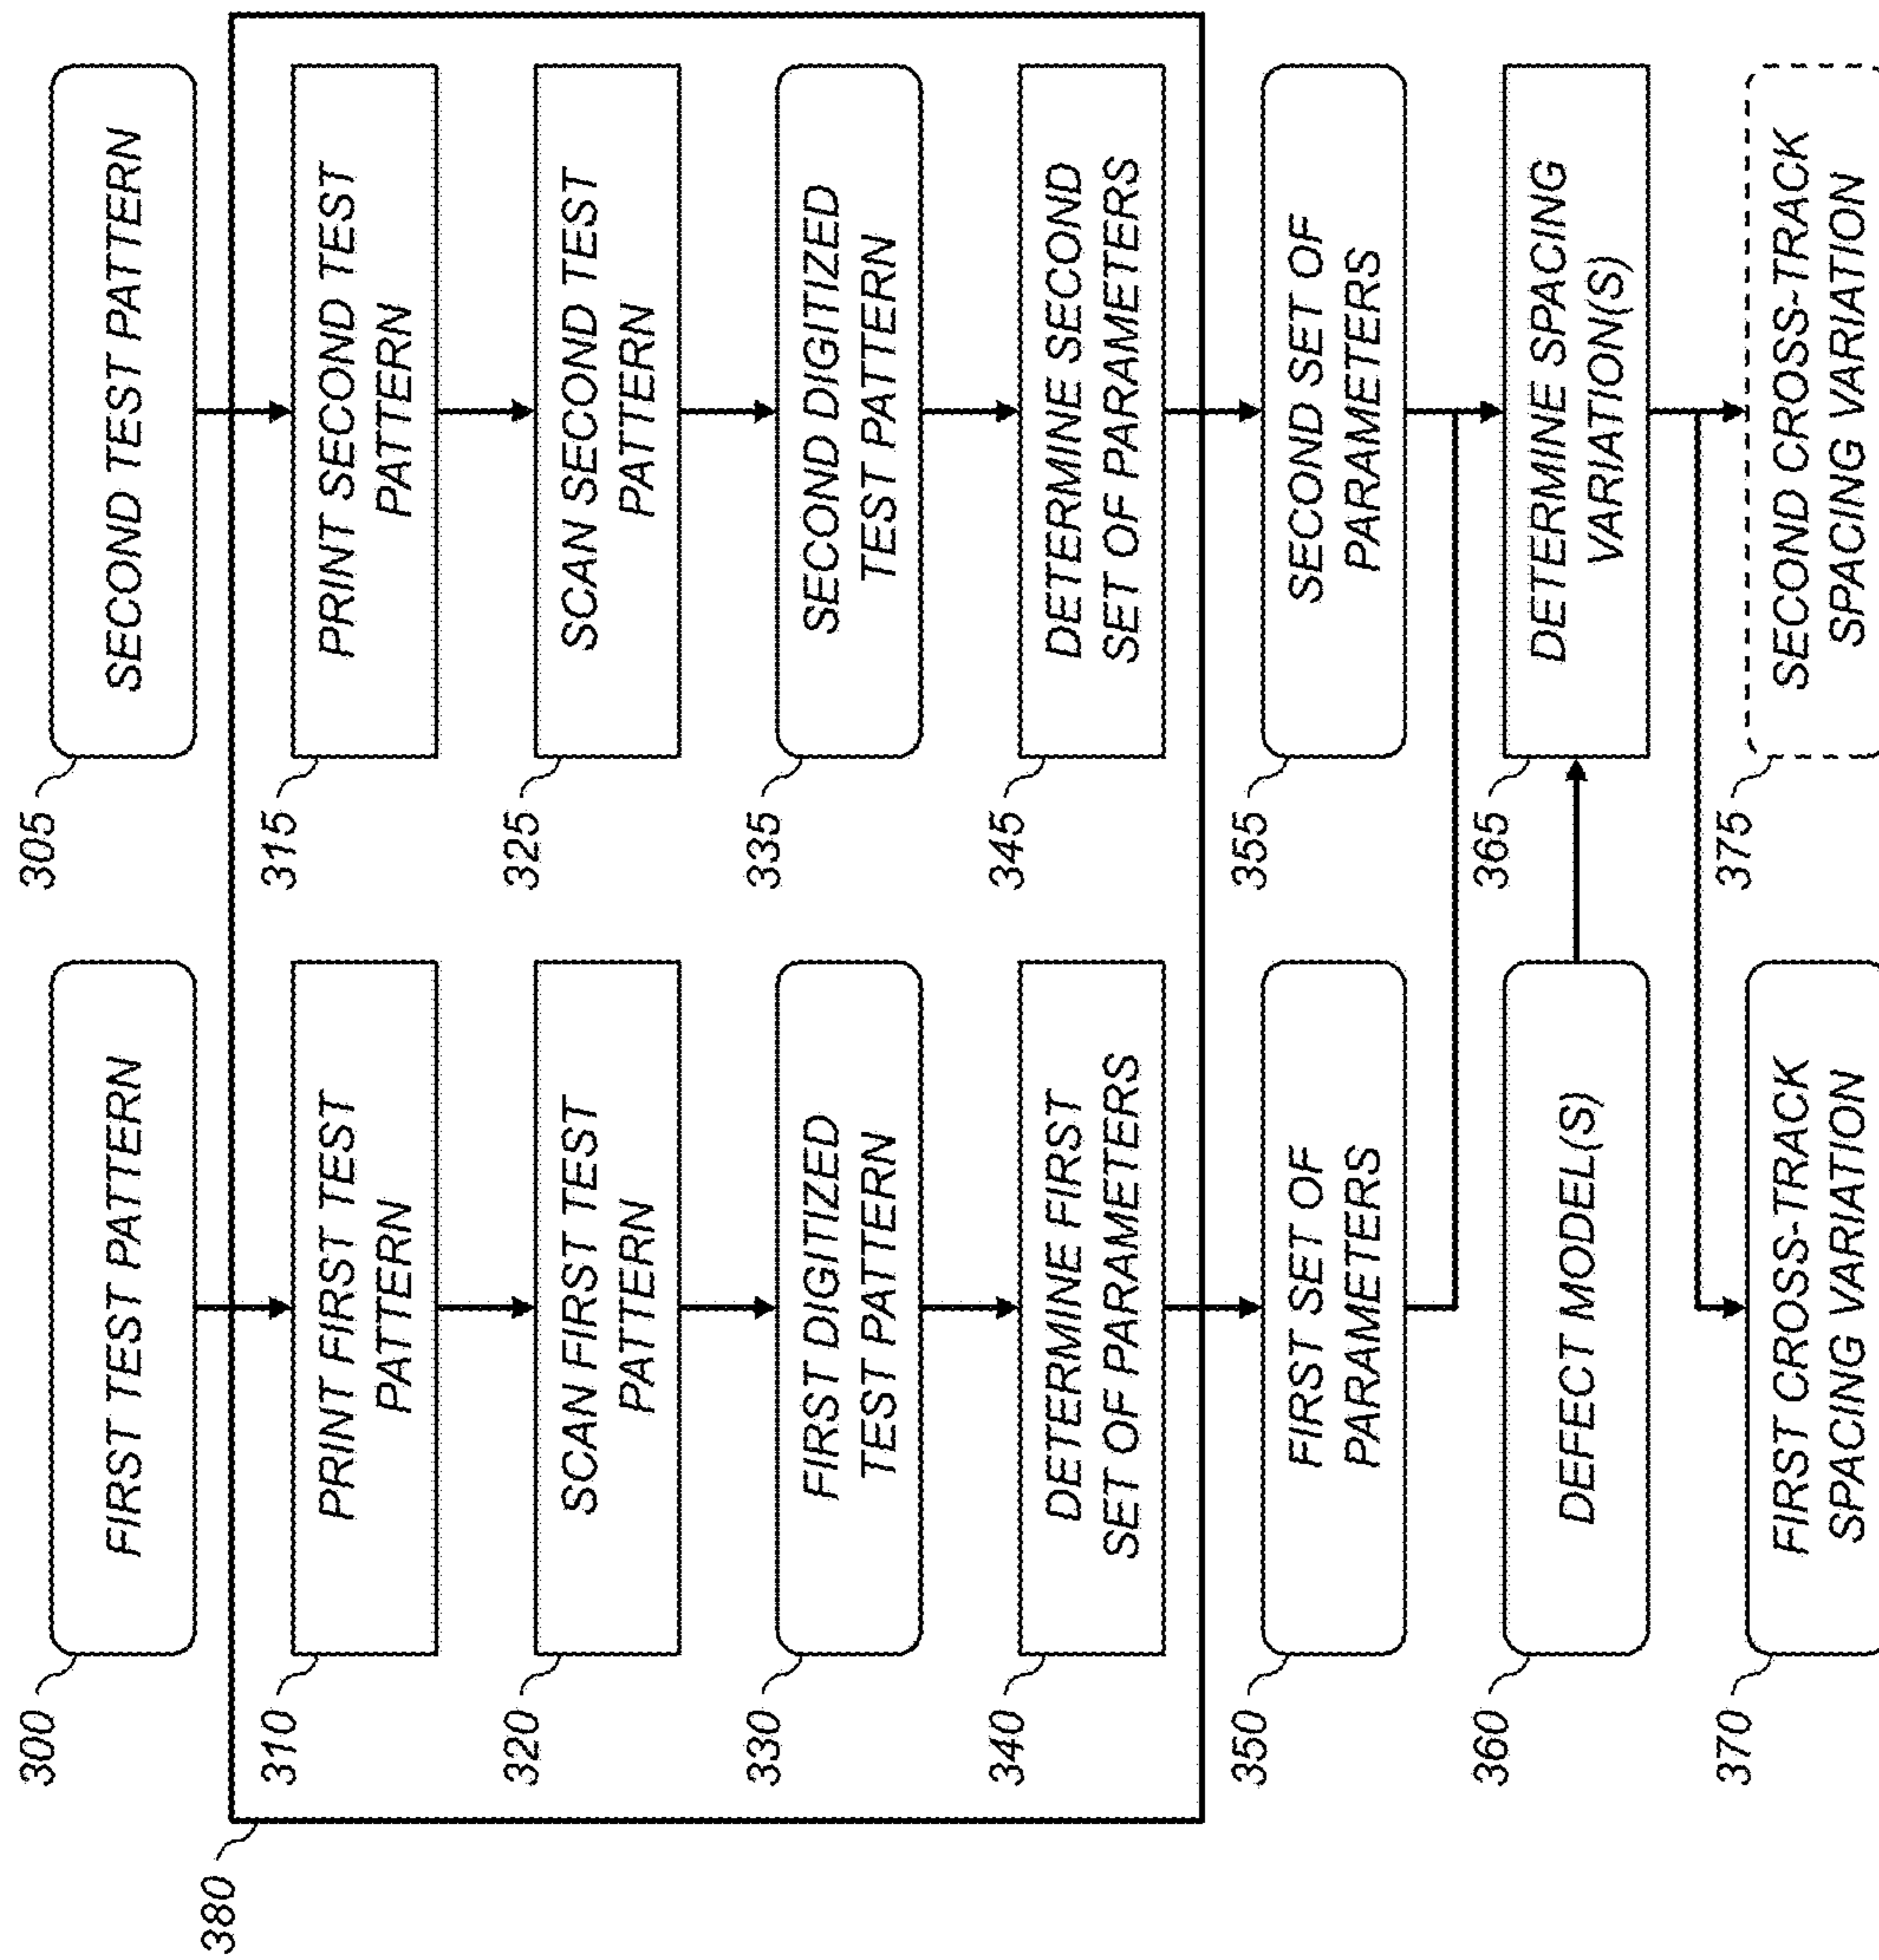 300
FIRST TEST PATTERN
305
SECOND TEST PATTERN
380
310
PRINT FIRST TEST
PATTERN
315
PRINT SECOND TEST
PATTERN
320
SCAN FIRST TEST
PATTERN
325
SCAN SECOND TEST
PATTERN
330
FIRST DIGITIZED
TEST PATTERN
335
SECOND DIGITIZED
TEST PATTERN
340
DETERMINE FIRST
SET OF PARAMETERS
345
DETERMINE SECOND
SET OF PARAMETERS
350
FIRST SET OF
PARAMETERS
355
SECOND SET OF
PARAMETERS
360
DEFECT MODEL(S)
365
DETERMINE SPACING
VARIATION(S)
370
FIRST CROSS-TRACK
SPACING VARIATION
375
SECOND CROSS-TRACK
SPACING VARIATION